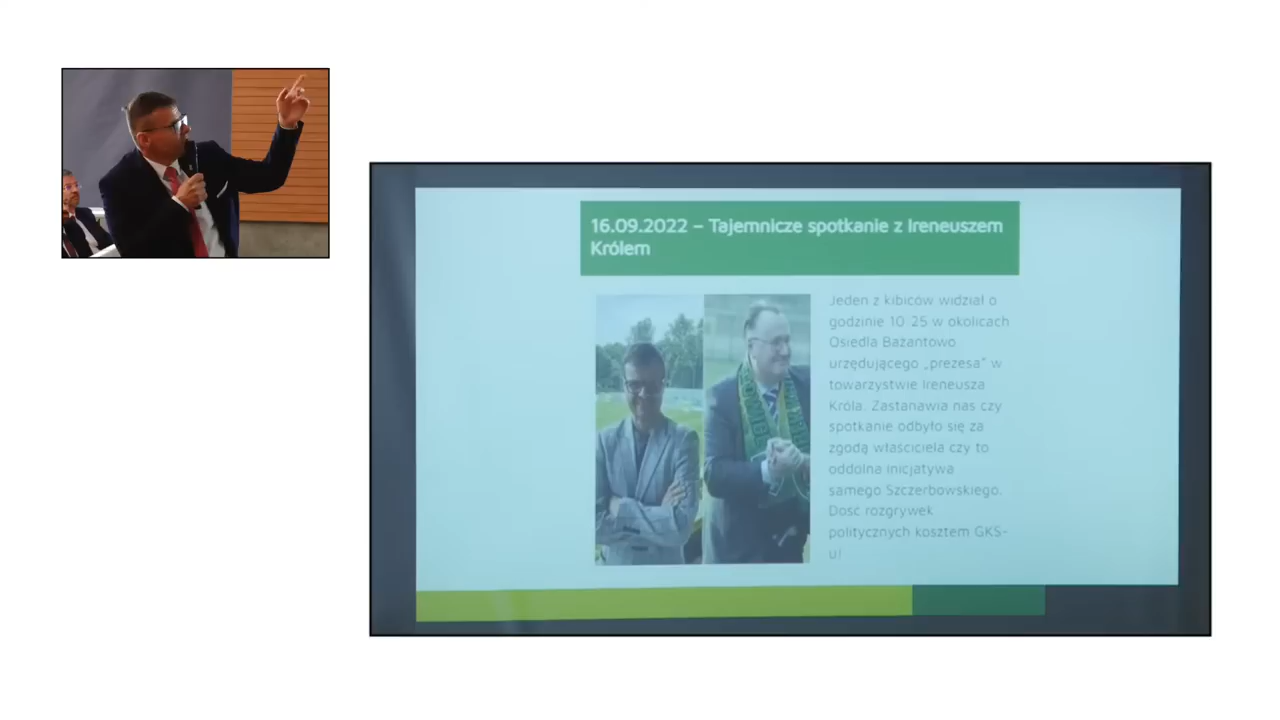 16.09.2022 – Tajemnicze spotkanie z Ireneuszem
Królem
Jeden z kibiców widział o
godzinie 10:25 w okolicach
Osiedla Bażantowo
urzędującego „prezesa” w
towarzystwie Ireneusza
Króla. Zastanawia nas czy
spotkanie odbyło się za
zgodą właściciela czy to
oddolna inicjatywa
samego Szczerbowskiego.
Dość rozgrywek
politycznych kosztem GKS-
u!